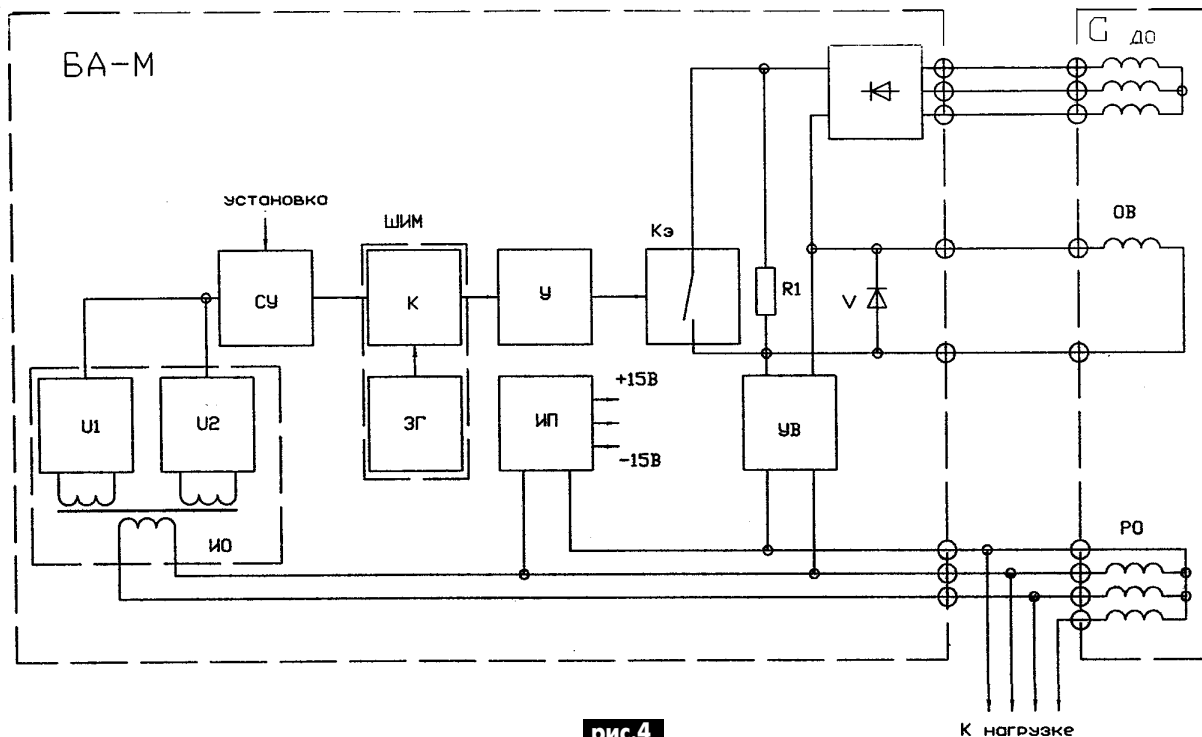 БА-М
G ДО
установка
ШИМ
Кэ
ОВ
СУ
К
У
R1
V
U1
U2
ЗГ
ИП
+15В
-15В
УВ
ИО
РО
К нагрузке
рис.4